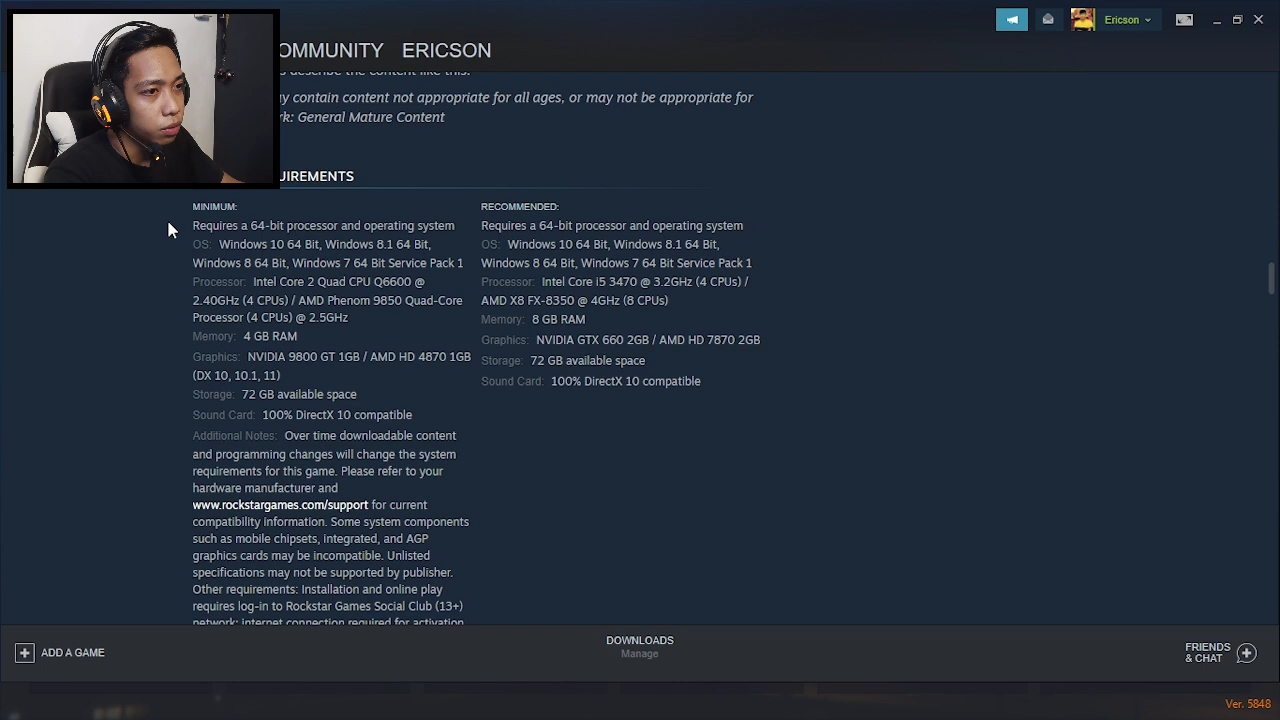 Ericson
OMMUNITY ERICSON
describe the content like this:
y contain content not appropriate for all ages, or may not be appropriate for
rk: General Mature Content
UIREMENTS
MINIMUM:
Requires a 64-bit processor and operating system
OS: Windows 10 64 Bit, Windows 8.1 64 Bit,
Windows 8 64 Bit, Windows 7 64 Bit Service Pack 1
Processor: Intel Core 2 Quad CPU Q6600 @
2.40GHz (4 CPUs) / AMD Phenom 9850 Quad-Core
Processor (4 CPUs) @ 2.5GHz
Memory: 4 GB RAM
Graphics: NVIDIA 9800 GT 1GB / AMD HD 4870 1GB
(DX 10, 10.1, 11)
Storage: 72 GB available space
Sound Card: 100% DirectX 10 compatible
Additional Notes: Over time downloadable content
and programming changes will change the system
requirements for this game. Please refer to your
hardware manufacturer and
www.rockstargames.com/support for current
compatibility information. Some system components
such as mobile chipsets, integrated, and AGP
graphics cards may be incompatible. Unlisted
specifications may not be supported by publisher.
Other requirements: Installation and online play
requires log-in to Rockstar Games Social Club (13+)
network; internet connection required for activation
RECOMMENDED:
Requires a 64-bit processor and operating system
OS: Windows 10 64 Bit, Windows 8.1 64 Bit,
Windows 8 64 Bit, Windows 7 64 Bit Service Pack 1
Processor: Intel Core i5 3470 @ 3.2GHz (4 CPUs) /
AMD X8 FX-8350 @ 4GHz (8 CPUs)
Memory: 8 GB RAM
Graphics: NVIDIA GTX 660 2GB / AMD HD 7870 2GB
Storage: 72 GB available space
Sound Card: 100% DirectX 10 compatible
ADD A GAME
DOWNLOADS
Manage
FRIENDS
& CHAT
Ver. 5848